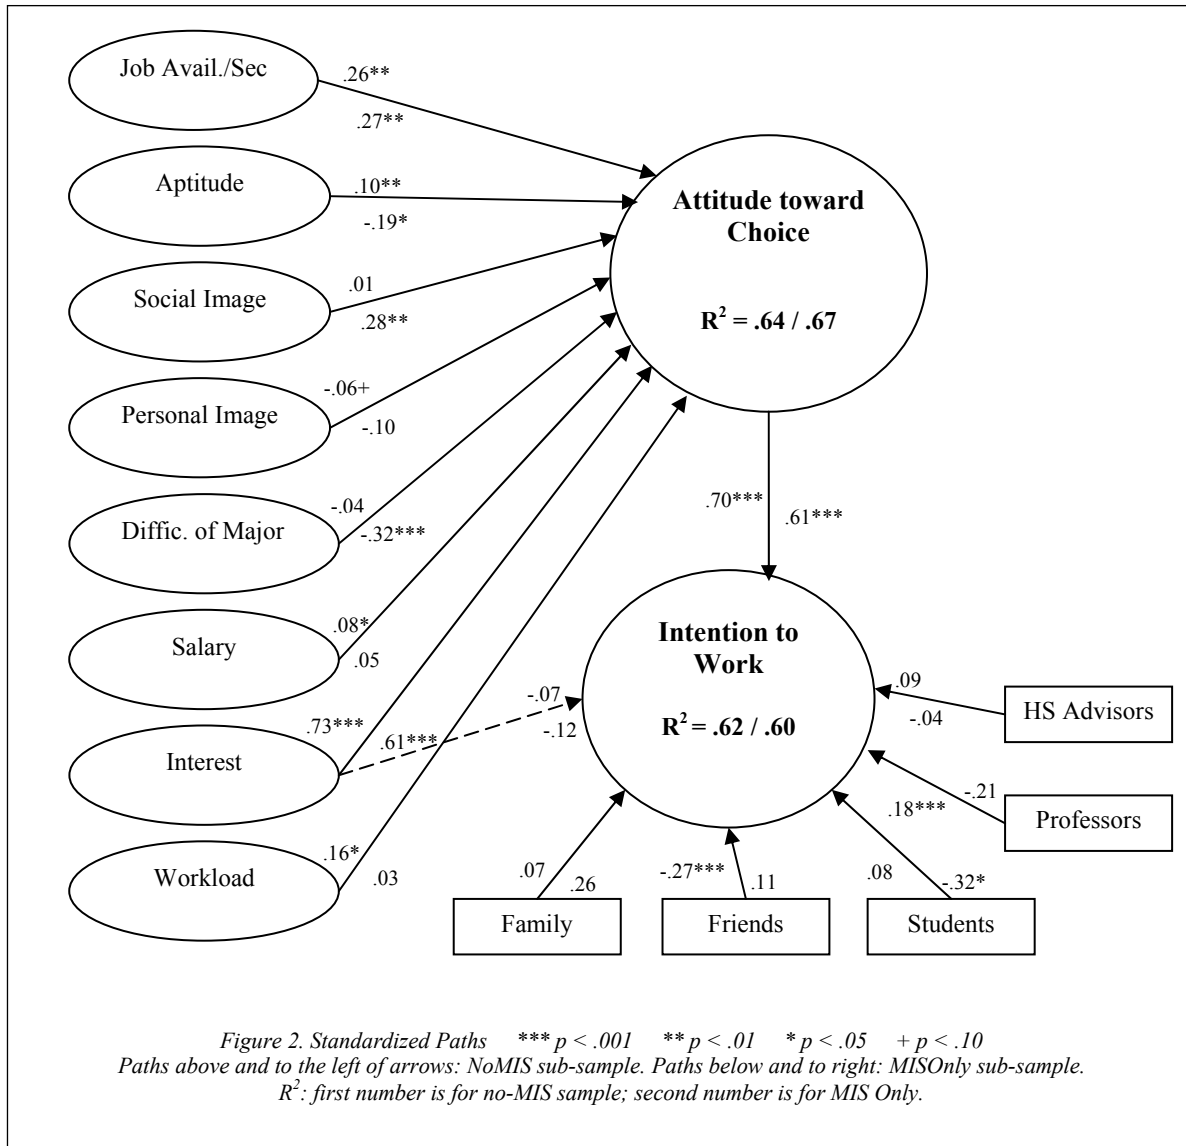 Job Avail./Sec
.26**
.27**
Aptitude
.10**
-.19*
Attitude toward
Choice
R² = .64 / .67
Social Image
.01
.28**
Personal Image
-.06+
-.10
Diffic. of Major
-.04
-.32***
.70***
.61***
Salary
.08*
.05
Intention to
Work
R² = .62 / .60
Interest
.73***
.61***
-.07
-.12
.09
-.04
HS Advisors
-.21
.18***
Professors
Workload
.16*
.03
.07
.26
Family
-.27***
.11
Friends
.08
-.32*
Students
Figure 2. Standardized Paths *** p < .001 ** p < .01 * p < .05 + p < .10
Paths above and to the left of arrows: NoMIS sub-sample. Paths below and to right: MISOnly sub-sample.
R²: first number is for no-MIS sample; second number is for MIS Only.